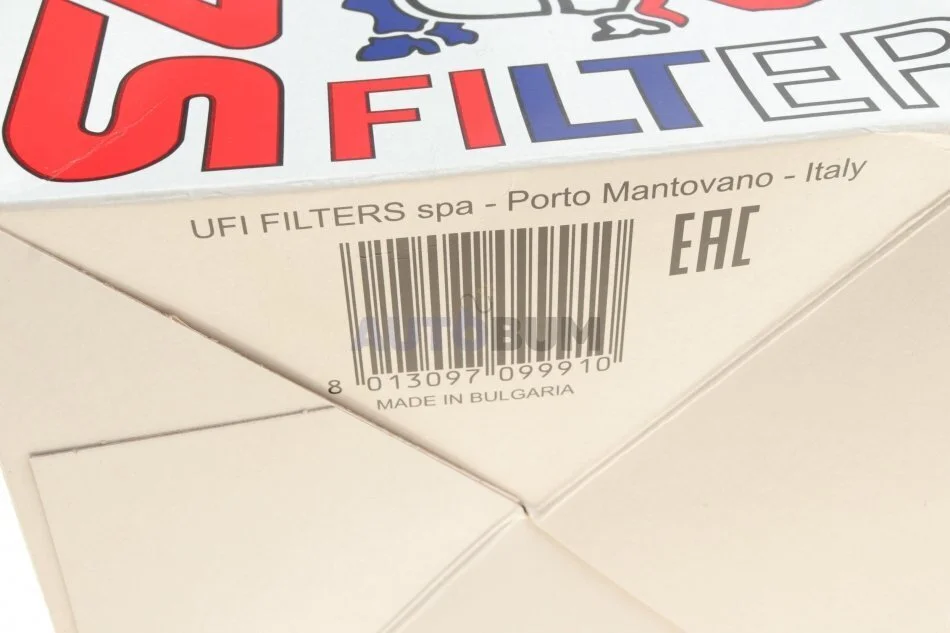 FILTER
UFI FILTERS spa - Porto Mantovano - Italy
EAC
AUTOBUM
8 013097 099910
MADE IN BULGARIA